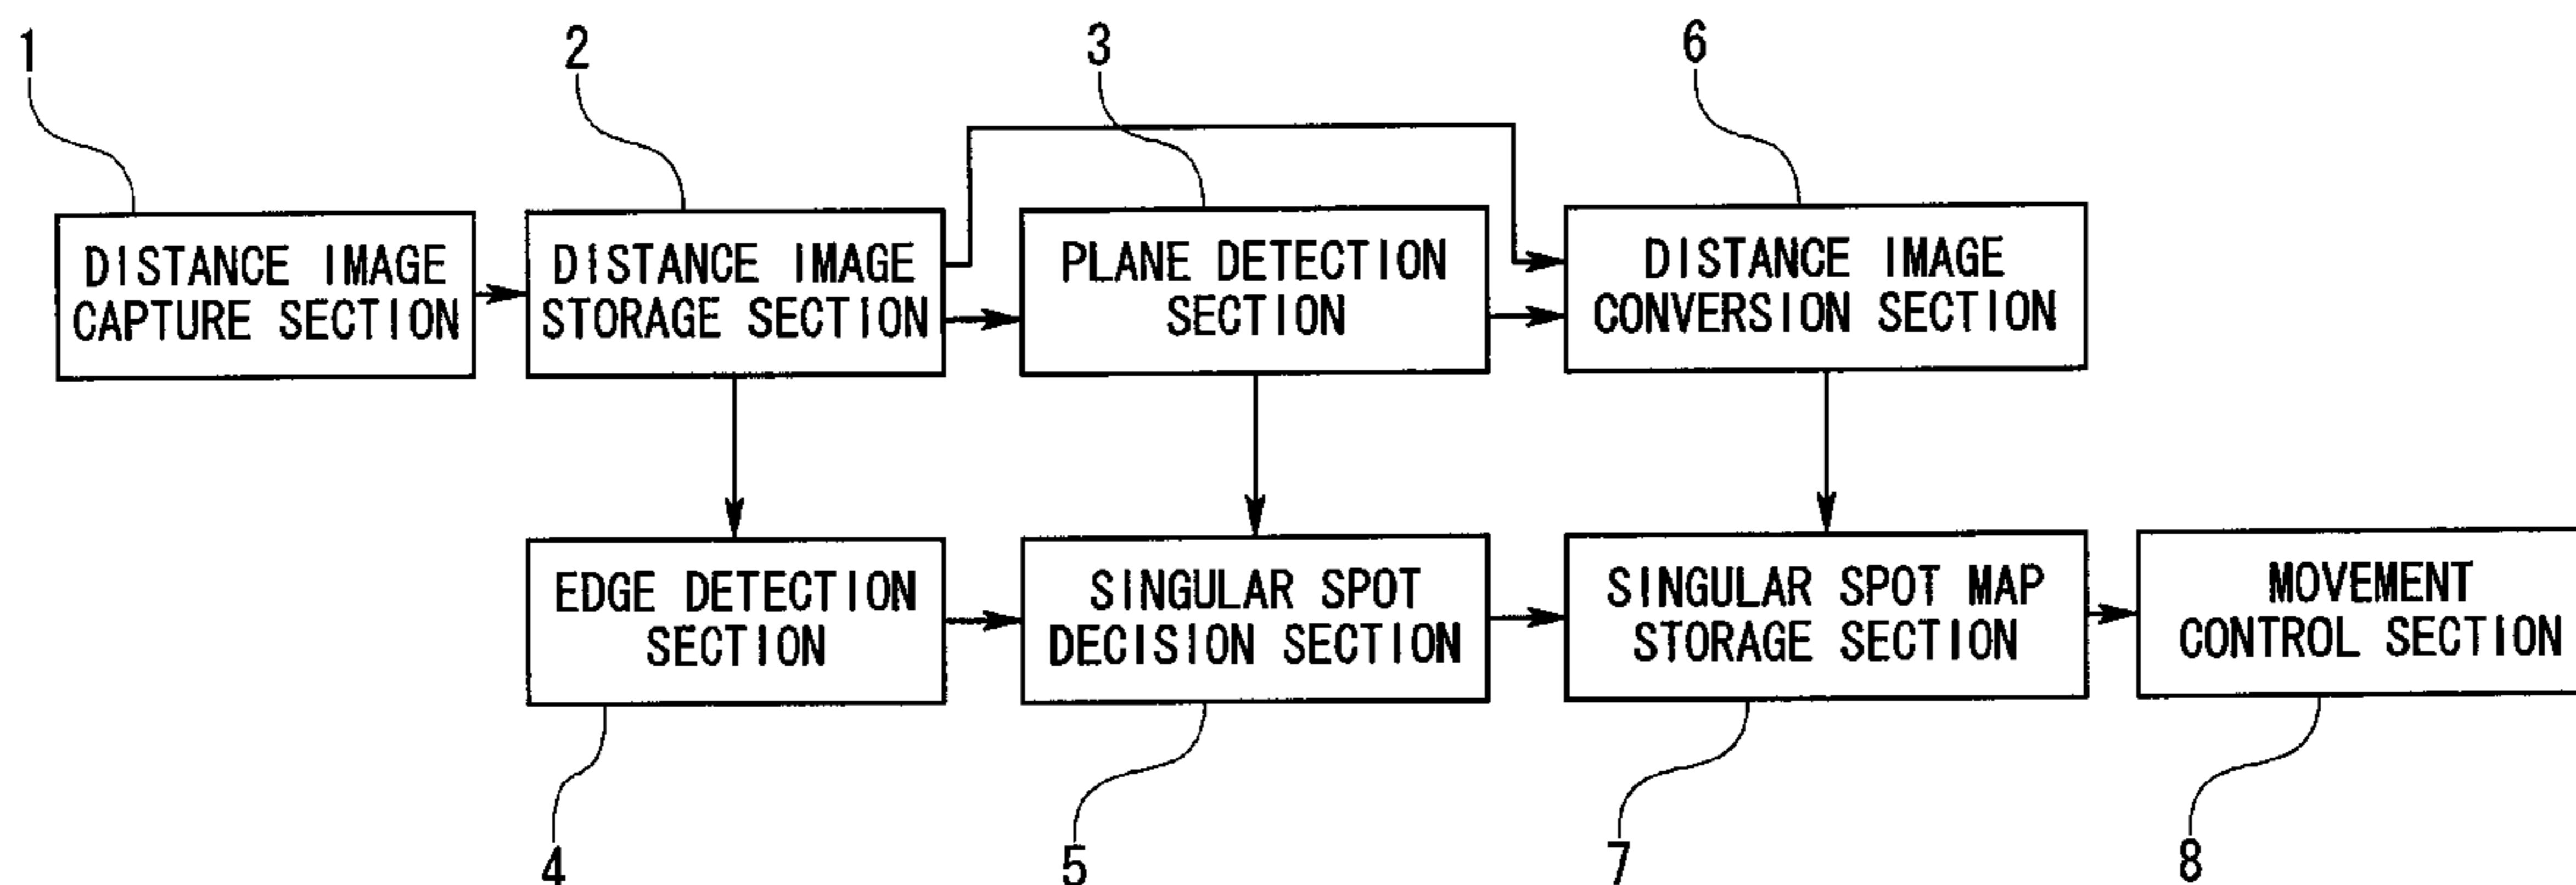 1
2
3
6
DISTANCE IMAGE
CAPTURE SECTION
DISTANCE IMAGE
STORAGE SECTION
PLANE DETECTION
SECTION
DISTANCE IMAGE
CONVERSION SECTION
EDGE DETECTION
SECTION
SINGULAR SPOT
DECISION SECTION
SINGULAR SPOT MAP
STORAGE SECTION
MOVEMENT
CONTROL SECTION
4
5
7
8